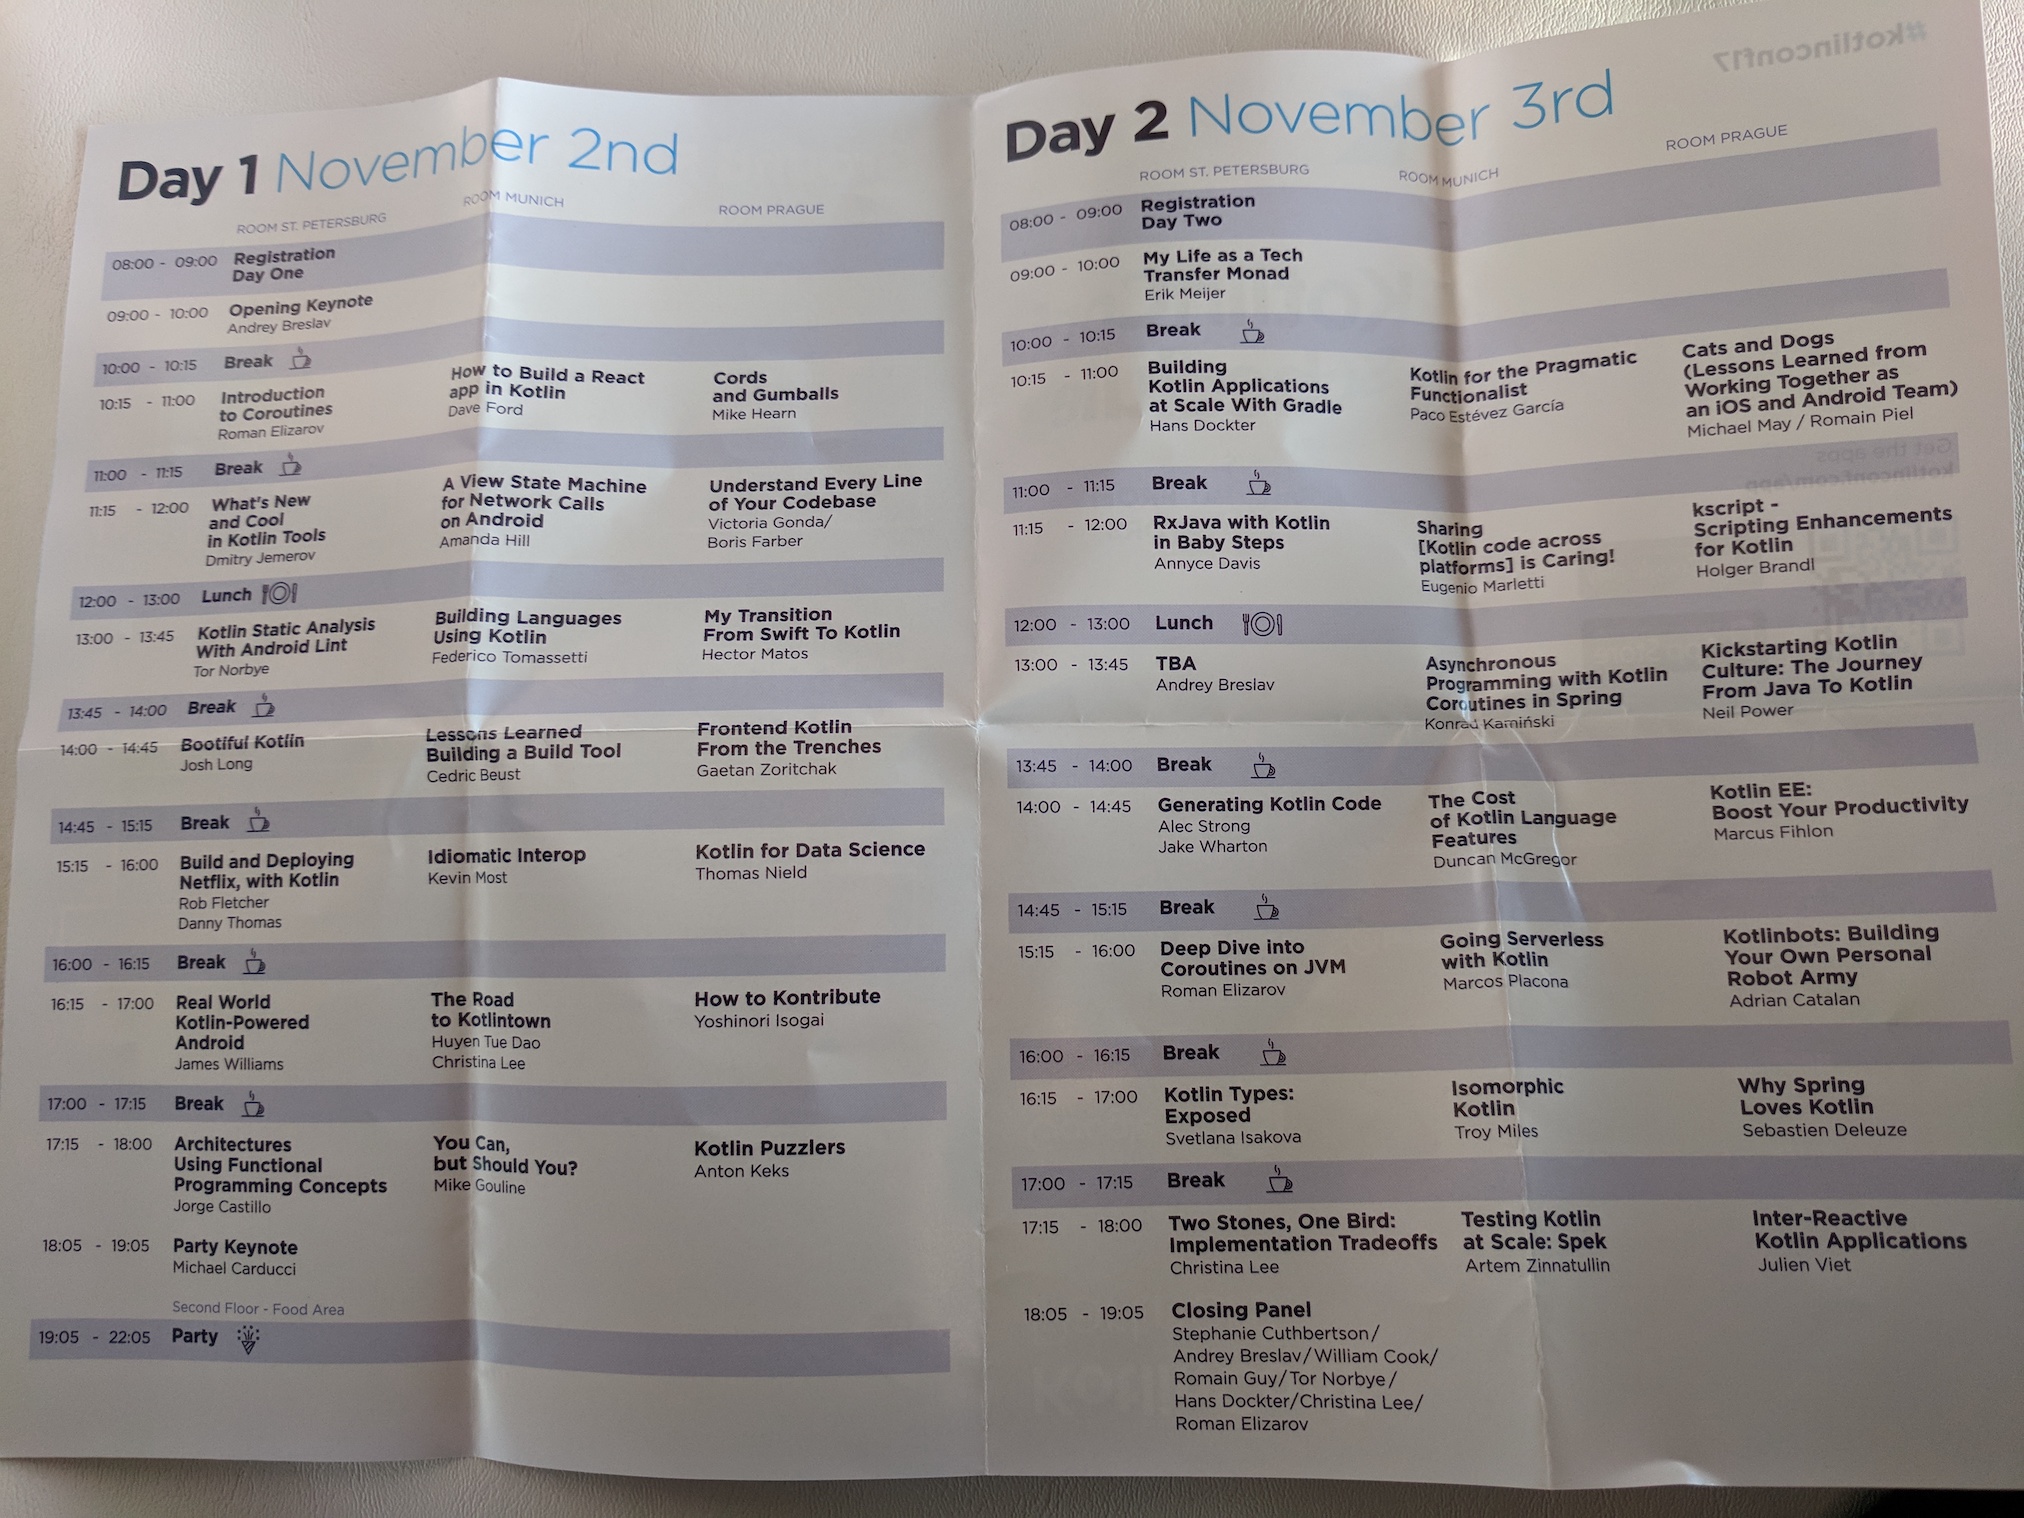 #kotlinconf17
Day 1 November 2nd
ROOM ST. PETERSBURG
ROOM MUNICH
ROOM PRAGUE
08:00 - 09:00
Registration
Day One
09:00 - 10:00
Opening Keynote
Andrey Breslav
10:00 - 10:15
Break
10:15 - 11:00
Introduction
to Coroutines
Roman Elizarov
How to Build a React
app in Kotlin
Dave Ford
Cords
and Gumballs
Mike Hearn
11:00 - 11:15
Break
11:15 - 12:00
What's New
and Cool
in Kotlin Tools
Dmitry Jemerov
A View State Machine
for Network Calls
on Android
Amanda Hill
Understand Every Line
of Your Codebase
Victoria Gonda/
Boris Farber
12:00 - 13:00
Lunch
13:00 - 13:45
Kotlin Static Analysis
With Android Lint
Tor Norbye
Building Languages
Using Kotlin
Federico Tomassetti
My Transition
From Swift To Kotlin
Hector Matos
13:45 - 14:00
Break
14:00 - 14:45
Bootiful Kotlin
Josh Long
Lessons Learned
Building a Build Tool
Cedric Beust
Frontend Kotlin
From the Trenches
Gaetan Zoritchak
14:45 - 15:15
Break
15:15 - 16:00
Build and Deploying
Netflix, with Kotlin
Rob Fletcher
Danny Thomas
Idiomatic Interop
Kevin Most
Kotlin for Data Science
Thomas Nield
16:00 - 16:15
Break
16:15 - 17:00
Real World
Kotlin-Powered
Android
James Williams
The Road
to Kotlintown
Huyen Tue Dao
Christina Lee
How to Kontribute
Yoshinori Isogai
17:00 - 17:15
Break
17:15 - 18:00
Architectures
Using Functional
Programming Concepts
Jorge Castillo
You Can,
but Should You?
Mike Gouline
Kotlin Puzzlers
Anton Keks
18:05 - 19:05
Party Keynote
Michael Carducci
Second Floor - Food Area
19:05 - 22:05
Party
Day 2 November 3rd
ROOM ST. PETERSBURG
ROOM MUNICH
ROOM PRAGUE
08:00 - 09:00
Registration
Day Two
09:00 - 10:00
My Life as a Tech
Transfer Monad
Erik Meijer
10:00 - 10:15
Break
10:15 - 11:00
Building
Kotlin Applications
at Scale With Gradle
Hans Dockter
Kotlin for the Pragmatic
Functionalist
Paco Estévez García
Cats and Dogs
(Lessons Learned from
Working Together as
an iOS and Android Team)
Michael May / Romain Piel
Get the apps
kotlinconf.com/app
11:00 - 11:15
Break
11:15 - 12:00
RxJava with Kotlin
in Baby Steps
Annyce Davis
Sharing
[Kotlin code across
platforms] is Caring!
Eugenio Marletti
kscript -
Scripting Enhancements
for Kotlin
Holger Brandl
12:00 - 13:00
Lunch
13:00 - 13:45
TBA
Andrey Breslav
Asynchronous
Programming with Kotlin
Coroutines in Spring
Konrad Kamiński
Kickstarting Kotlin
Culture: The Journey
From Java To Kotlin
Neil Power
13:45 - 14:00
Break
14:00 - 14:45
Generating Kotlin Code
Alec Strong
Jake Wharton
The Cost
of Kotlin Language
Features
Duncan McGregor
Kotlin EE:
Boost Your Productivity
Marcus Fihlon
14:45 - 15:15
Break
15:15 - 16:00
Deep Dive into
Coroutines on JVM
Roman Elizarov
Going Serverless
with Kotlin
Marcos Placona
Kotlinbots: Building
Your Own Personal
Robot Army
Adrian Catalan
16:00 - 16:15
Break
16:15 - 17:00
Kotlin Types:
Exposed
Svetlana Isakova
Isomorphic
Kotlin
Troy Miles
Why Spring
Loves Kotlin
Sebastien Deleuze
17:00 - 17:15
Break
17:15 - 18:00
Two Stones, One Bird:
Implementation Tradeoffs
Christina Lee
Testing Kotlin
at Scale: Spek
Artem Zinnatullin
Inter-Reactive
Kotlin Applications
Julien Viet
18:05 - 19:05
Closing Panel
Stephanie Cuthbertson/
Andrey Breslav/William Cook/
Romain Guy/Tor Norbye/
Hans Dockter/Christina Lee/
Roman Elizarov